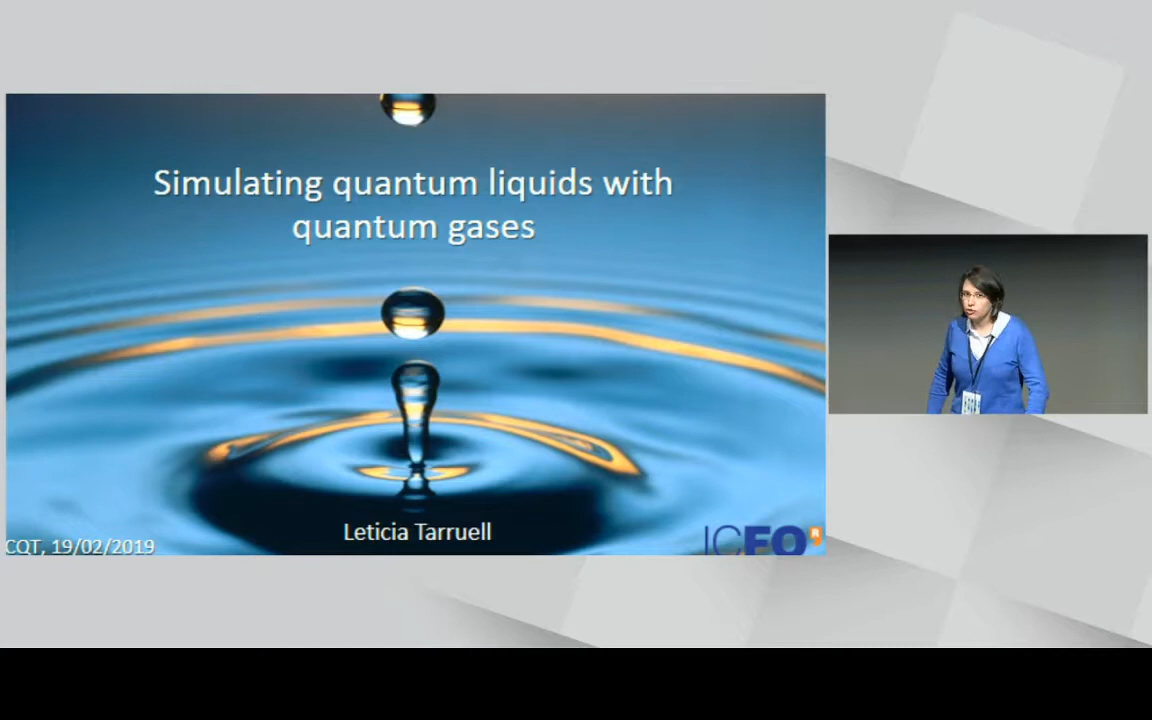 Simulating quantum liquids with
quantum gases
Leticia Tarruell
CQT, 19/02/2019
ICFO